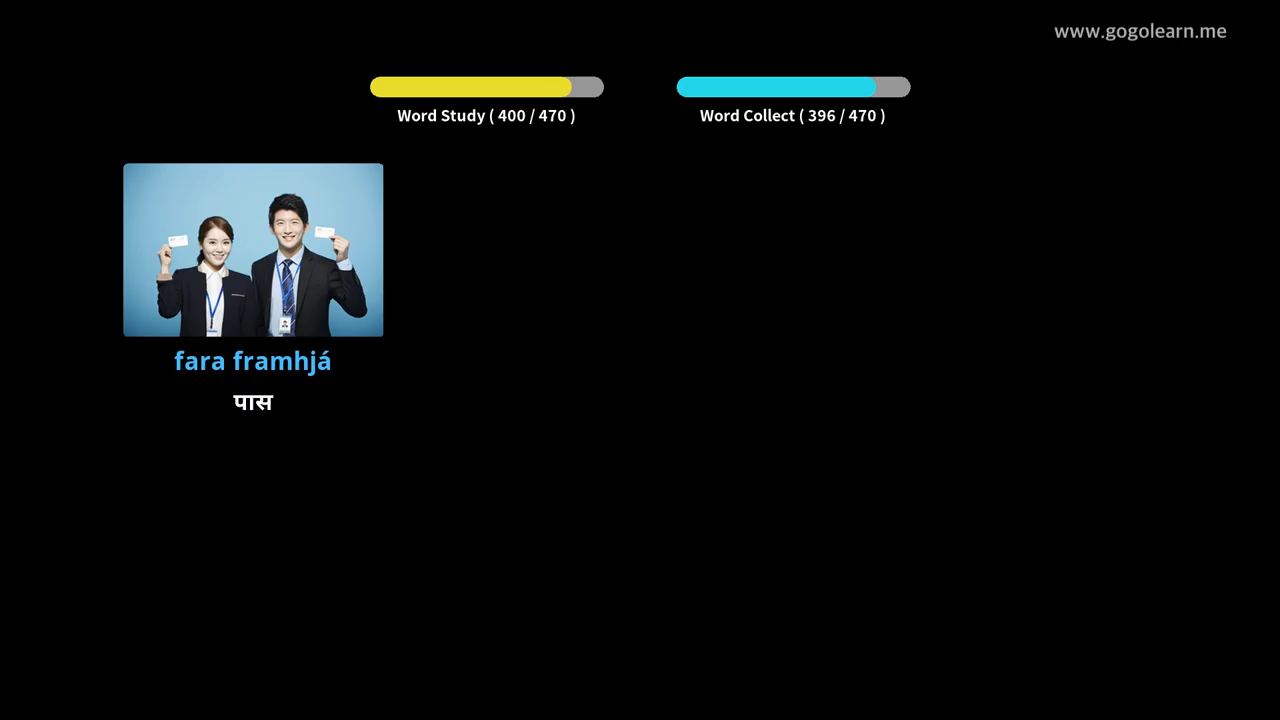 www.gogolearn.me
Word Study ( 400 / 470 )
Word Collect ( 396 / 470 )
fara framhjá
पास